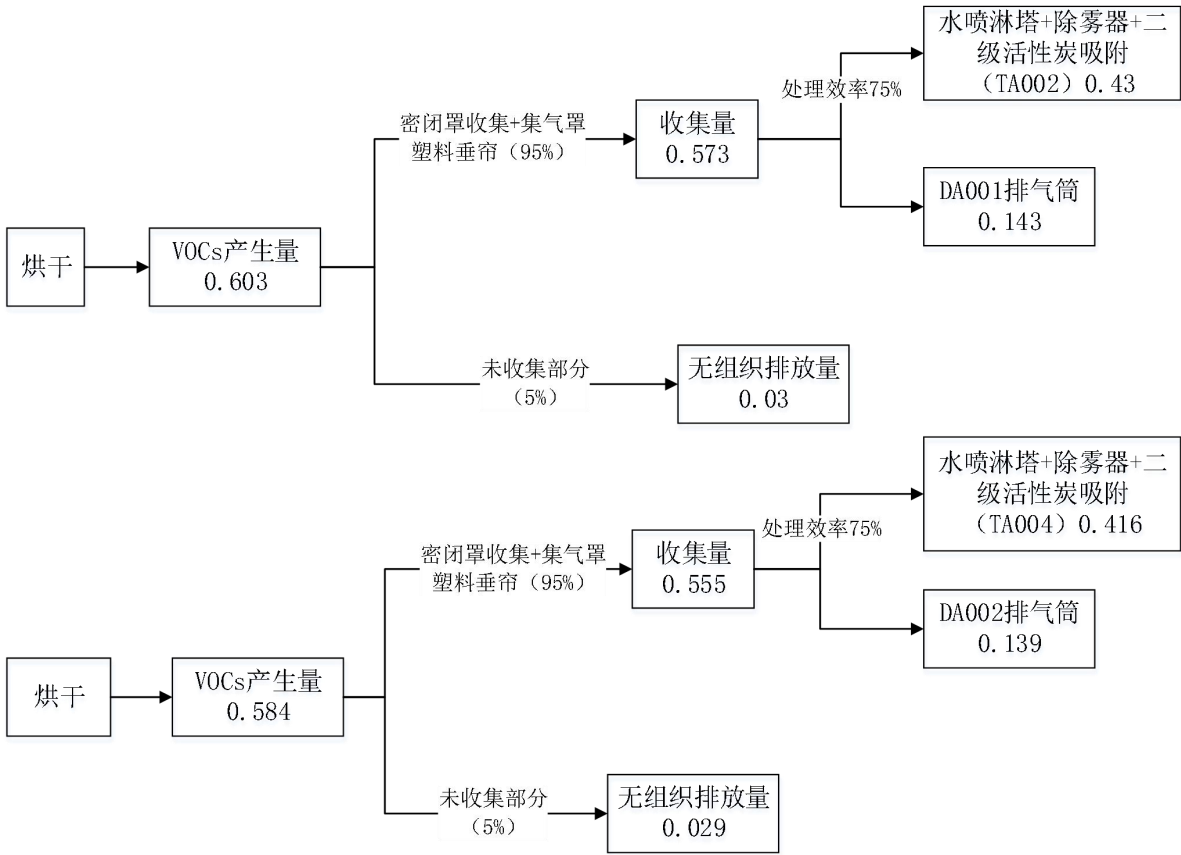 烘干
VOCs产生量
0.603
密闭罩收集+集气罩
塑料垂帘（95%）
收集量
0.573
处理效率75%
水喷淋塔+除雾器+二
级活性炭吸附
（TA002）0.43
DA001排气筒
0.143
未收集部分
（5%）
无组织排放量
0.03
烘干
VOCs产生量
0.584
密闭罩收集+集气罩
塑料垂帘（95%）
收集量
0.555
处理效率75%
水喷淋塔+除雾器+二
级活性炭吸附
（TA004）0.416
DA002排气筒
0.139
未收集部分
（5%）
无组织排放量
0.029